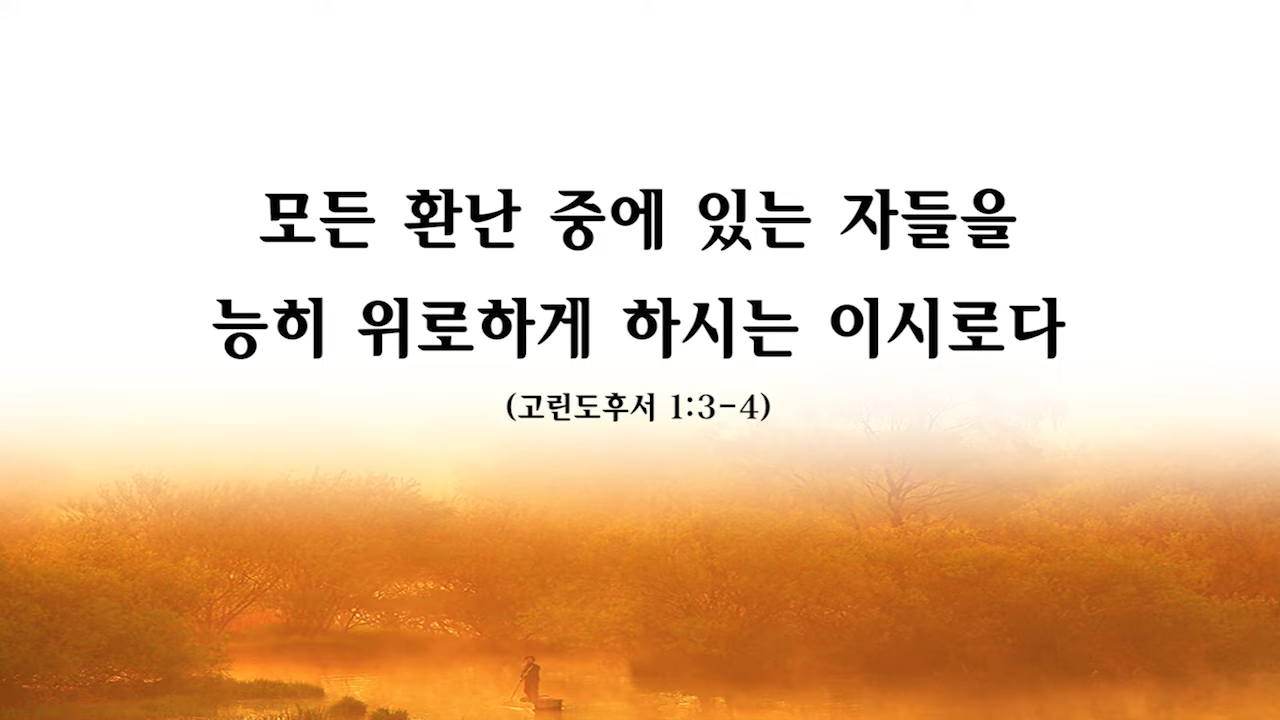 모든 환난 중에 있는 자들을
능히 위로하게 하시는 이시로다
(고린도후서 1:3-4)